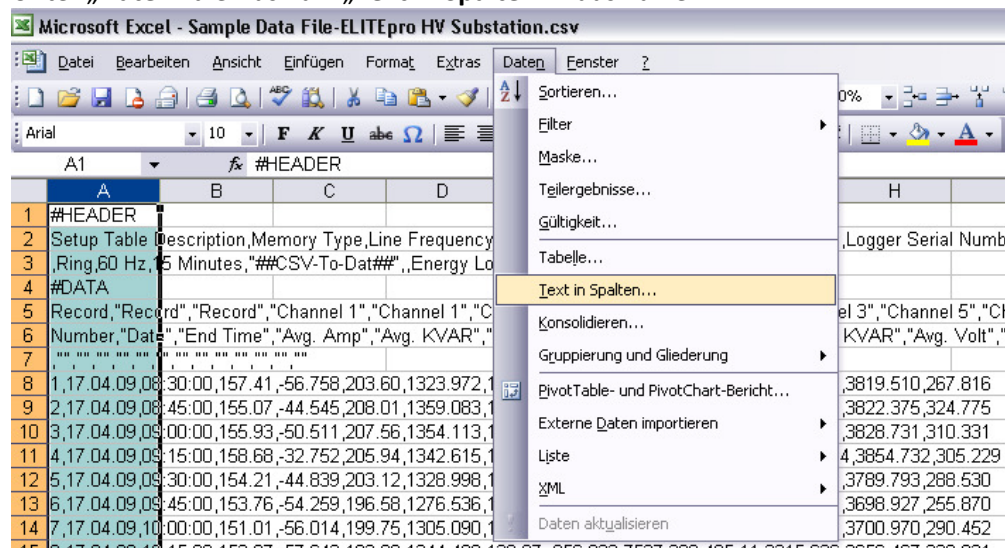 Microsoft Excel - Sample Data File-ELITEpro HV Substation.csv
Datei Bearbeiten Ansicht Einfügen Format Extras Daten Fenster ?
Arial 10 F K U abc Ω
0%
A1 fx #HEADER
A B C D H
1 #HEADER
2 Setup Table Description,Memory Type,Line Frequency ,Logger Serial Numb
3 ,Ring,60 Hz,15 Minutes,"##CSV-To-Dat##",,Energy Lo
4 #DATA
5 Record,"Record","Record","Channel 1","Channel 1","C el 3","Channel 5","Ch
6 Number,"Date","End Time","Avg. Amp","Avg. KVAR"," KVAR","Avg. Volt","
7
8 1,17.04.09,08:30:00,157.41,-56.758,203.60,1323.972,1 ,3819.510,267.816
9 2,17.04.09,08:45:00,155.07,-44.545,208.01,1359.083,1 ,3822.375,324.775
10 3,17.04.09,09:00:00,155.93,-50.511,207.56,1354.113,1 ,3828.731,310.331
11 4,17.04.09,09:15:00,158.68,-32.752,205.94,1342.615,1 4,3854.732,305.229
12 5,17.04.09,09:30:00,154.21,-44.839,203.12,1328.998,1 ,3789.793,288.530
13 6,17.04.09,09:45:00,153.76,-54.259,196.58,1276.536,1 ,3698.927,255.870
14 7,17.04.09,10:00:00,151.01,-56.014,199.75,1305.090,1 ,3700.970,290.452
Sortieren...
Filter
Maske...
Teilergebnisse...
Gültigkeit...
Tabelle...
Text in Spalten...
Konsolidieren...
Gruppierung und Gliederung
PivotTable- und PivotChart-Bericht...
Externe Daten importieren
Liste
XML
Daten aktualisieren